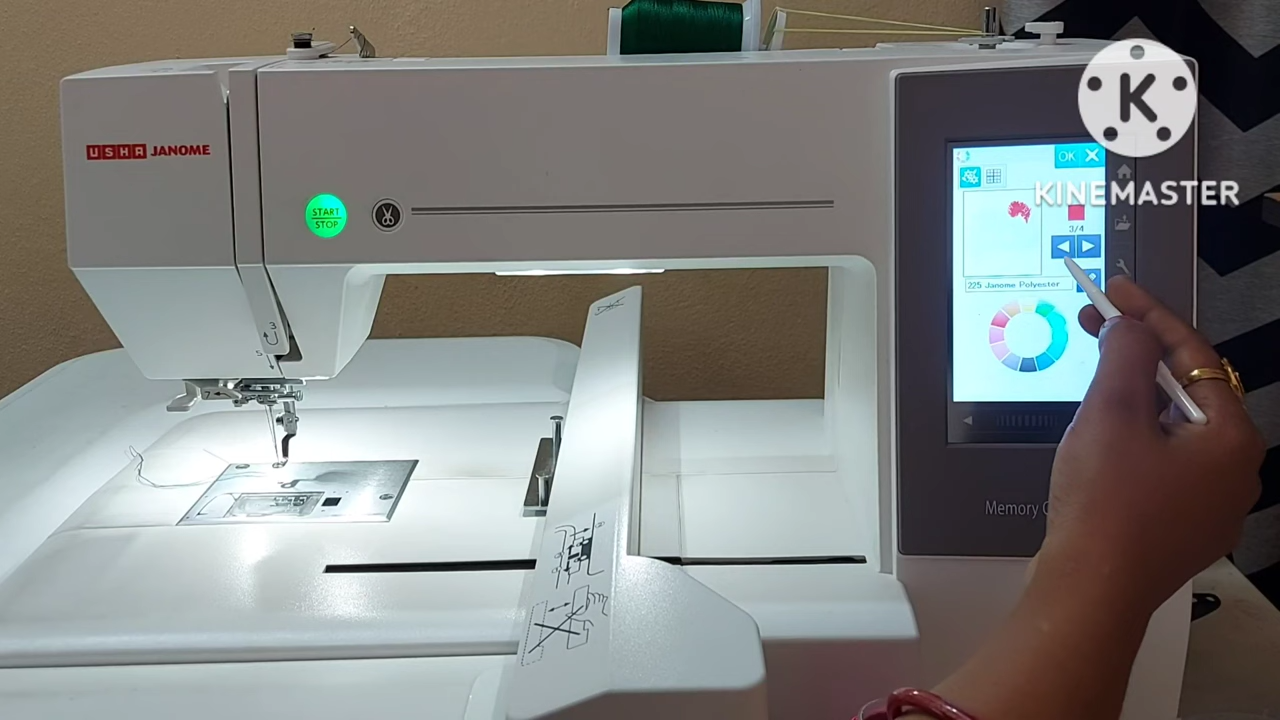 USHA JANOME
START
STOP
OK
K
KINEMASTER
3/4
225 Janome Polyester
Memory